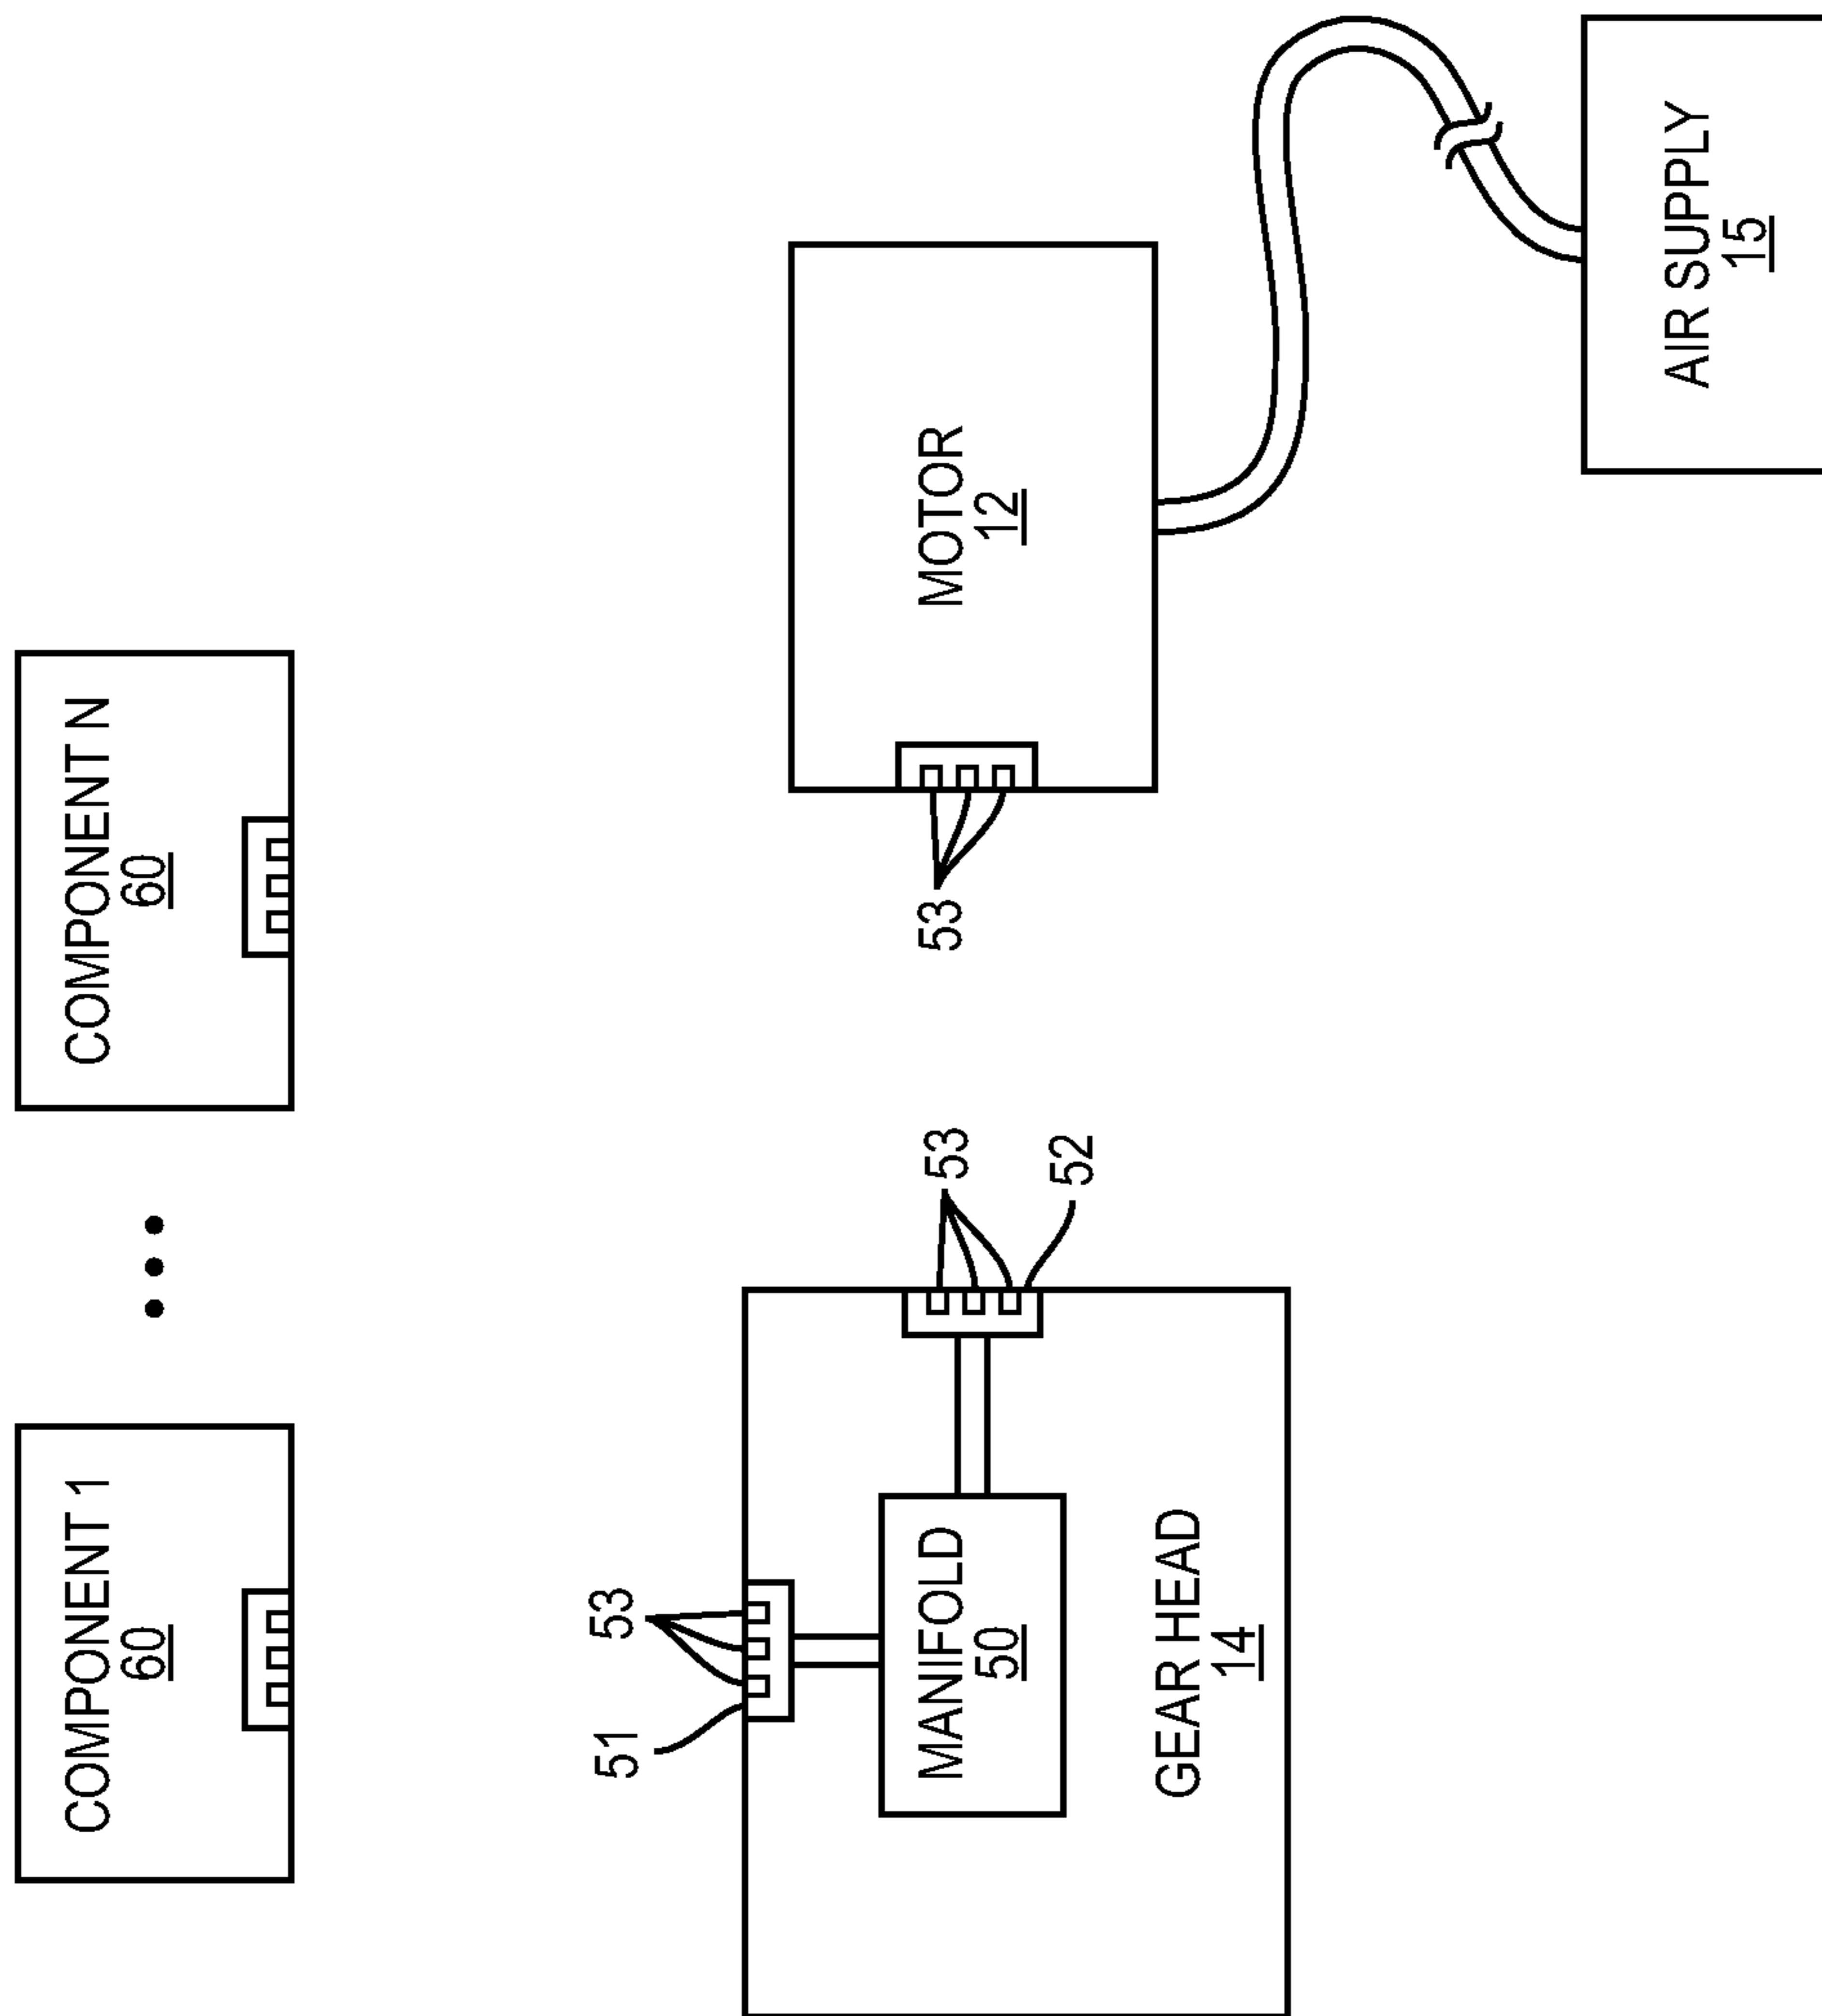 COMPONENT 1
60
COMPONENT N
60
53
51
53
52
53
MANIFOLD
50
GEAR HEAD
14
MOTOR
12
AIR SUPPLY
15